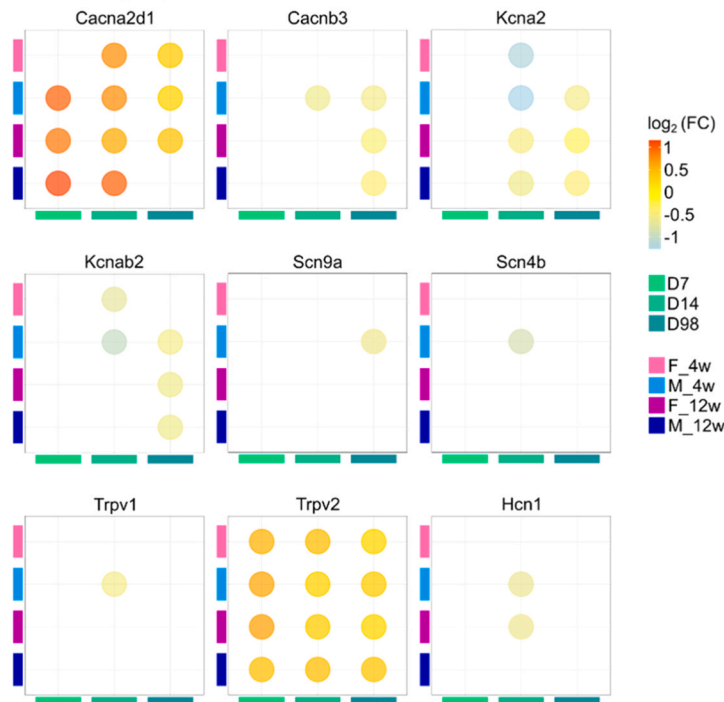 Cacna2d1 Cacnb3 Kcna2
log₂ (FC)
1
0.5
0
-0.5
-1
Kcnab2 Scn9a Scn4b
D7
D14
D98
F_4w
M_4w
F_12w
M_12w
Trpv1 Trpv2 Hcn1